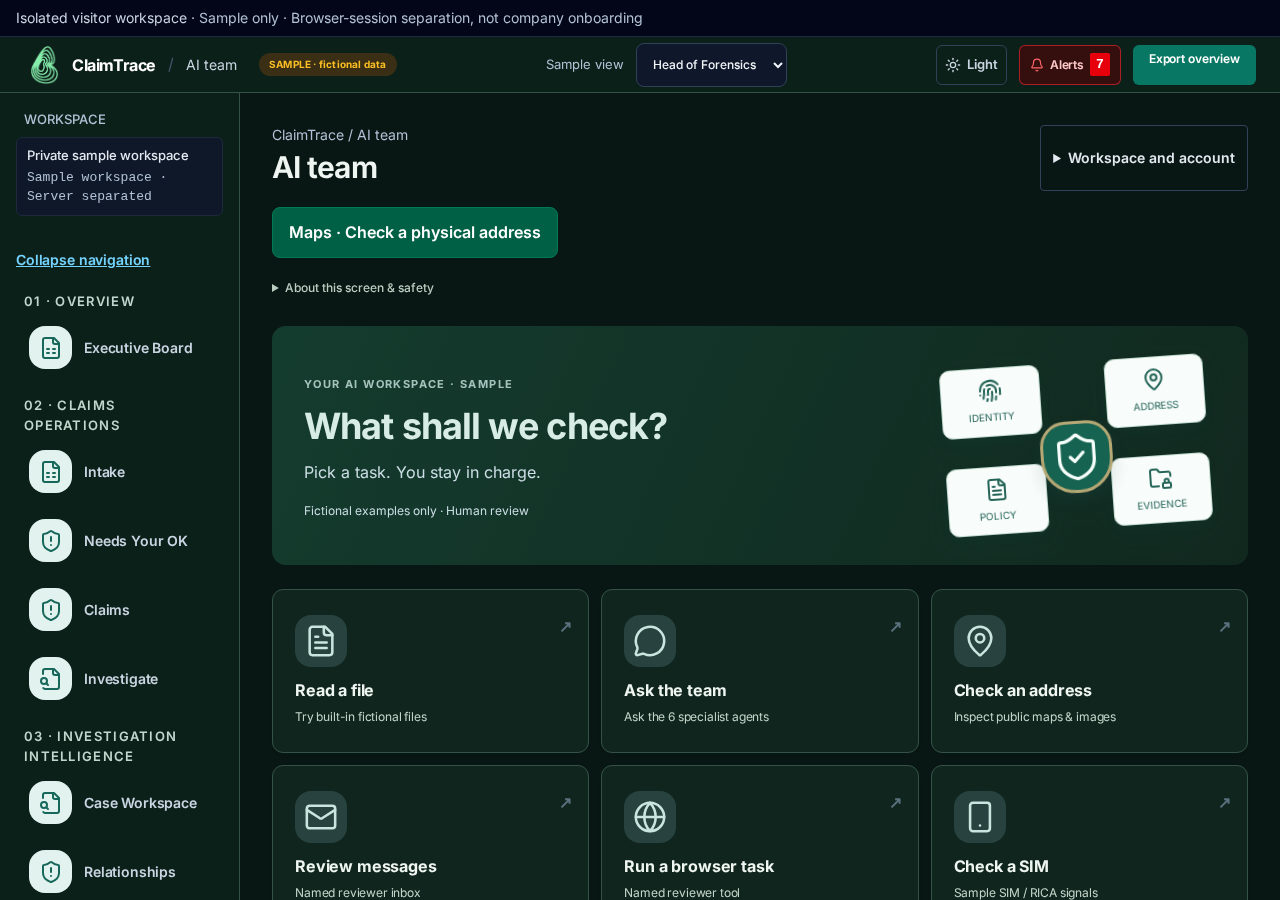 Isolated visitor workspace · Sample only · Browser-session separation, not company onboarding
ClaimTrace / AI team
SAMPLE · fictional data
Sample view
Head of Forensics
Light
Alerts 7
Export overview
WORKSPACE
Private sample workspace
Sample workspace ·
Server separated
Collapse navigation
01 · OVERVIEW
Executive Board
02 · CLAIMS
OPERATIONS
Intake
Needs Your OK
Claims
Investigate
03 · INVESTIGATION
INTELLIGENCE
Case Workspace
Relationships
ClaimTrace / AI team
AI team
Workspace and account
Maps · Check a physical address
About this screen & safety
YOUR AI WORKSPACE · SAMPLE
What shall we check?
Pick a task. You stay in charge.
Fictional examples only · Human review
IDENTITY
ADDRESS
POLICY
EVIDENCE
Read a file
Try built-in fictional files
Ask the team
Ask the 6 specialist agents
Check an address
Inspect public maps & images
Review messages
Named reviewer inbox
Run a browser task
Named reviewer tool
Check a SIM
Sample SIM / RICA signals